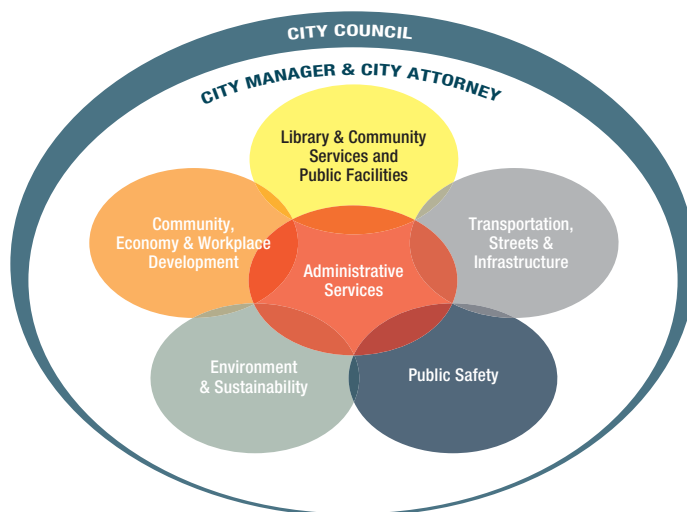 CITY COUNCIL
CITY MANAGER & CITY ATTORNEY
Library & Community
Services and
Public Facilities
Community,
Economy & Workplace
Development
Transportation,
Streets &
Infrastructure
Administrative
Services
Environment
& Sustainability
Public Safety